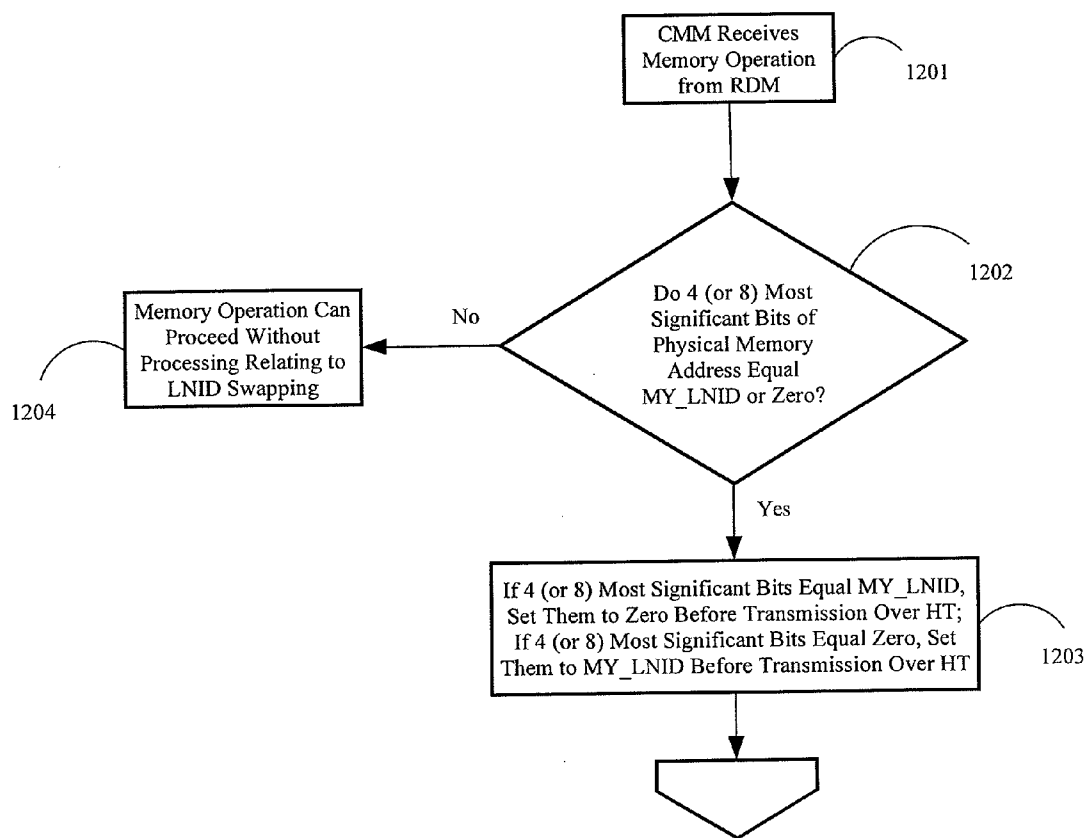 CMM Receives
Memory Operation
from RDM
1201
Do 4 (or 8) Most
Significant Bits of
Physical Memory
Address Equal
MY_LNID or Zero?
1202
No
Memory Operation Can
Proceed Without
Processing Relating to
LNID Swapping
1204
Yes
If 4 (or 8) Most Significant Bits Equal MY_LNID,
Set Them to Zero Before Transmission Over HT;
If 4 (or 8) Most Significant Bits Equal Zero, Set
Them to MY_LNID Before Transmission Over HT
1203